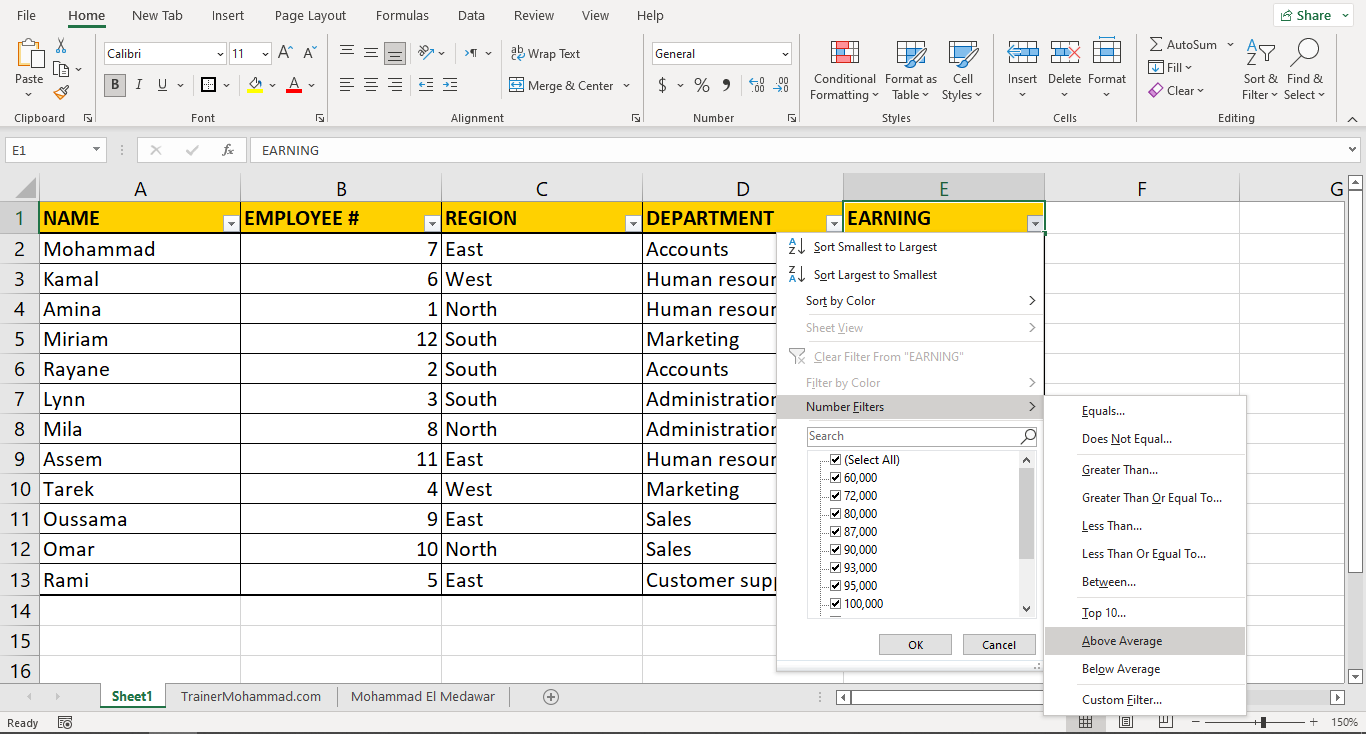 File Home New Tab Insert Page Layout Formulas Data Review View Help Share
Calibri 11 Wrap Text General AutoSum
Paste Conditional Format as Cell Insert Delete Format Fill Sort & Find &
B I U A Merge & Center $ % Formatting Table Styles Clear Filter Select
Clipboard Font Alignment Number Styles Cells Editing
E1 fx EARNING
A B C D E F G
1 NAME EMPLOYEE # REGION DEPARTMENT EARNING
2 Mohammad 7 East Accounts
3 Kamal 6 West Human resour
4 Amina 1 North Human resour
5 Miriam 12 South Marketing
6 Rayane 2 South Accounts
7 Lynn 3 South Administration
8 Mila 8 North Administration
9 Assem 11 East Human resour
10 Tarek 4 West Marketing
11 Oussama 9 East Sales
12 Omar 10 North Sales
13 Rami 5 East Customer supp
14
15
16
Sort Smallest to Largest
Sort Largest to Smallest
Sort by Color
Sheet View
Clear Filter From "EARNING"
Filter by Color
Number Filters
Search
(Select All)
60,000
72,000
80,000
87,000
90,000
93,000
95,000
100,000
OK Cancel
Equals...
Does Not Equal...
Greater Than...
Greater Than Or Equal To...
Less Than...
Less Than Or Equal To...
Between...
Top 10...
Above Average
Below Average
Custom Filter...
Sheet1 TrainerMohammad.com Mohammad El Medawar
Ready 150%